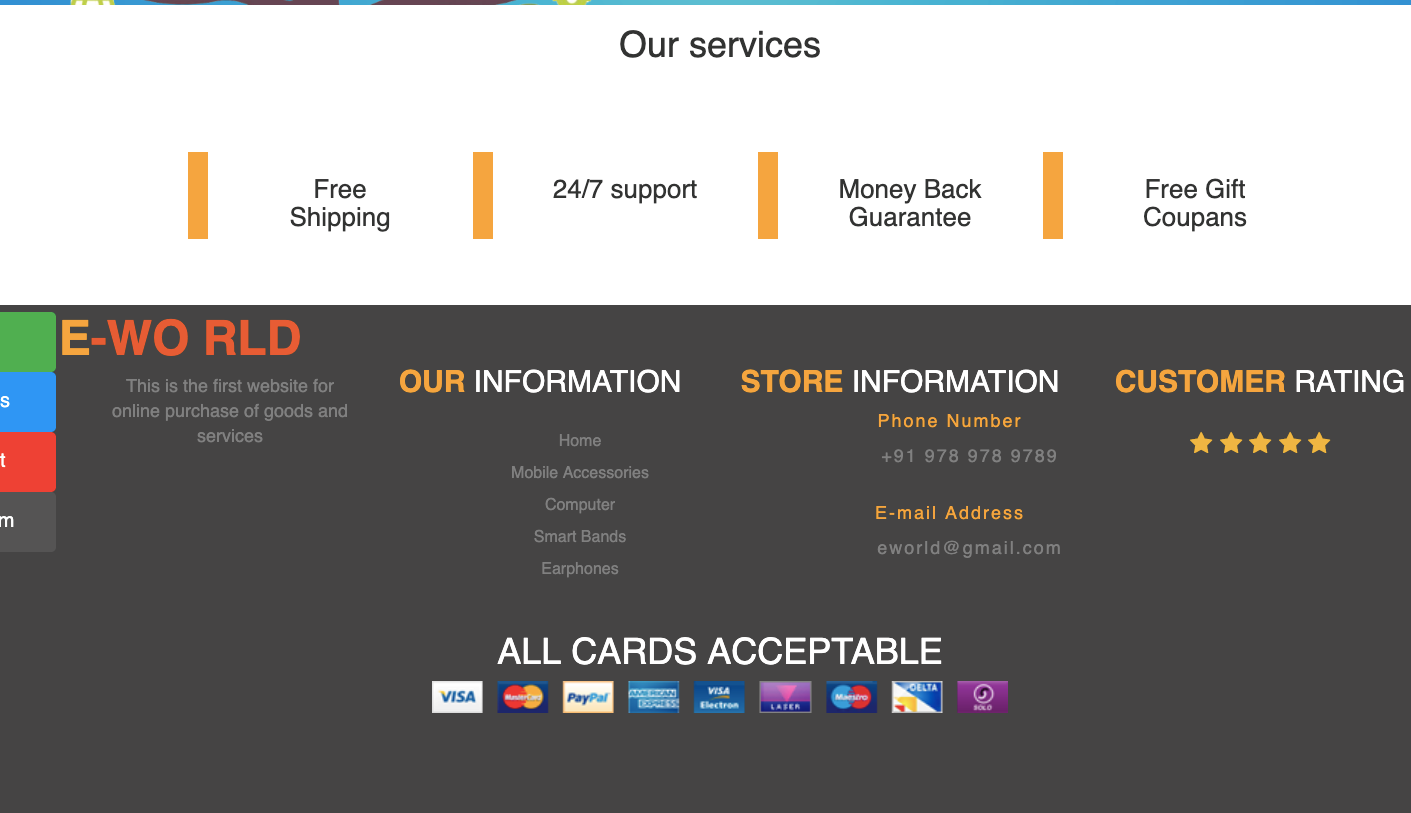 Our services
Free
Shipping
24/7 support
Money Back
Guarantee
Free Gift
Coupans
s
t
m
E-WO RLD
This is the first website for
online purchase of goods and
services
OUR INFORMATION
Home
Mobile Accessories
Computer
Smart Bands
Earphones
STORE INFORMATION
Phone Number
+91 978 978 9789
E-mail Address
eworld@gmail.com
CUSTOMER RATING
ALL CARDS ACCEPTABLE
VISA
MasterCard
PayPal
AMERICAN
EXPRESS
VISA
Electron
LASER
Maestro
DELTA
SOLO